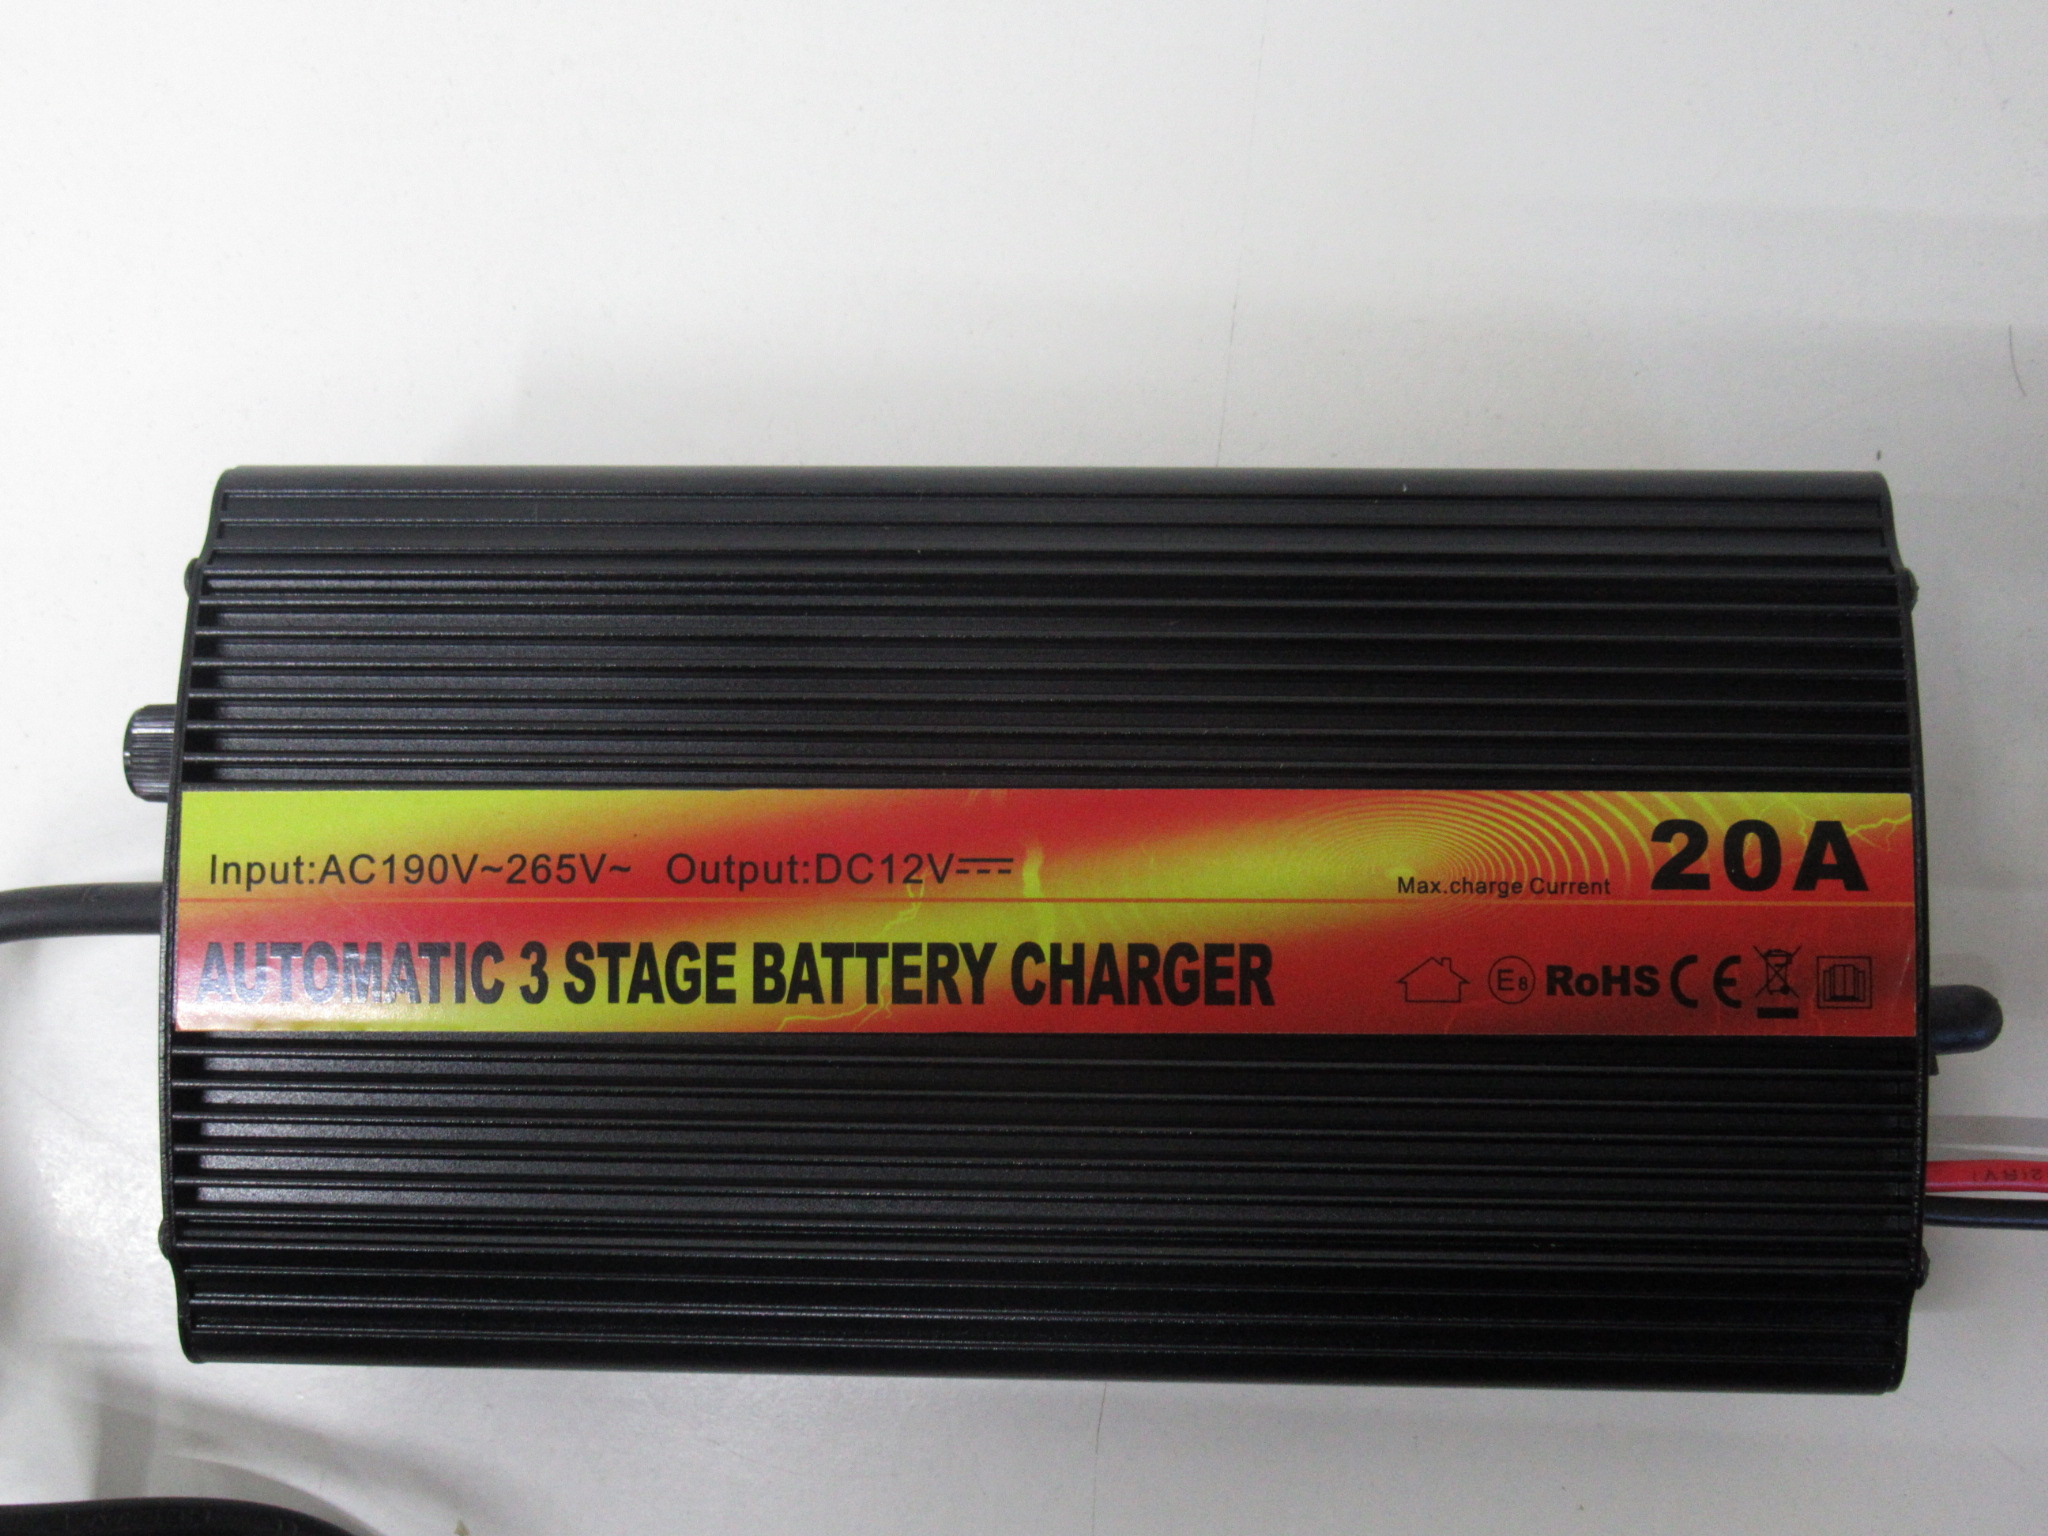 Input:AC190V~265V~ Output:DC12V
Max.charge Current 20A
AUTOMATIC 3 STAGE BATTERY CHARGER
E8 RoHS CE